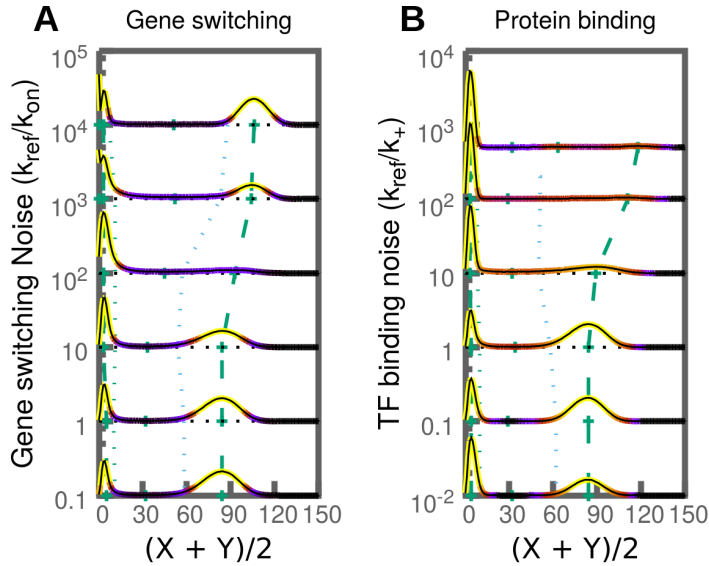 A
Gene switching
Gene switching Noise (k_ref/k_on)
10^5
10^4
10^3
10^2
10
1
0.1
0 30 60 90 120 150
(X + Y)/2
B
Protein binding
TF binding noise (k_ref/k_+)
10^4
10^3
10^2
10
1
0.1
10^-2
0 30 60 90 120 150
(X + Y)/2